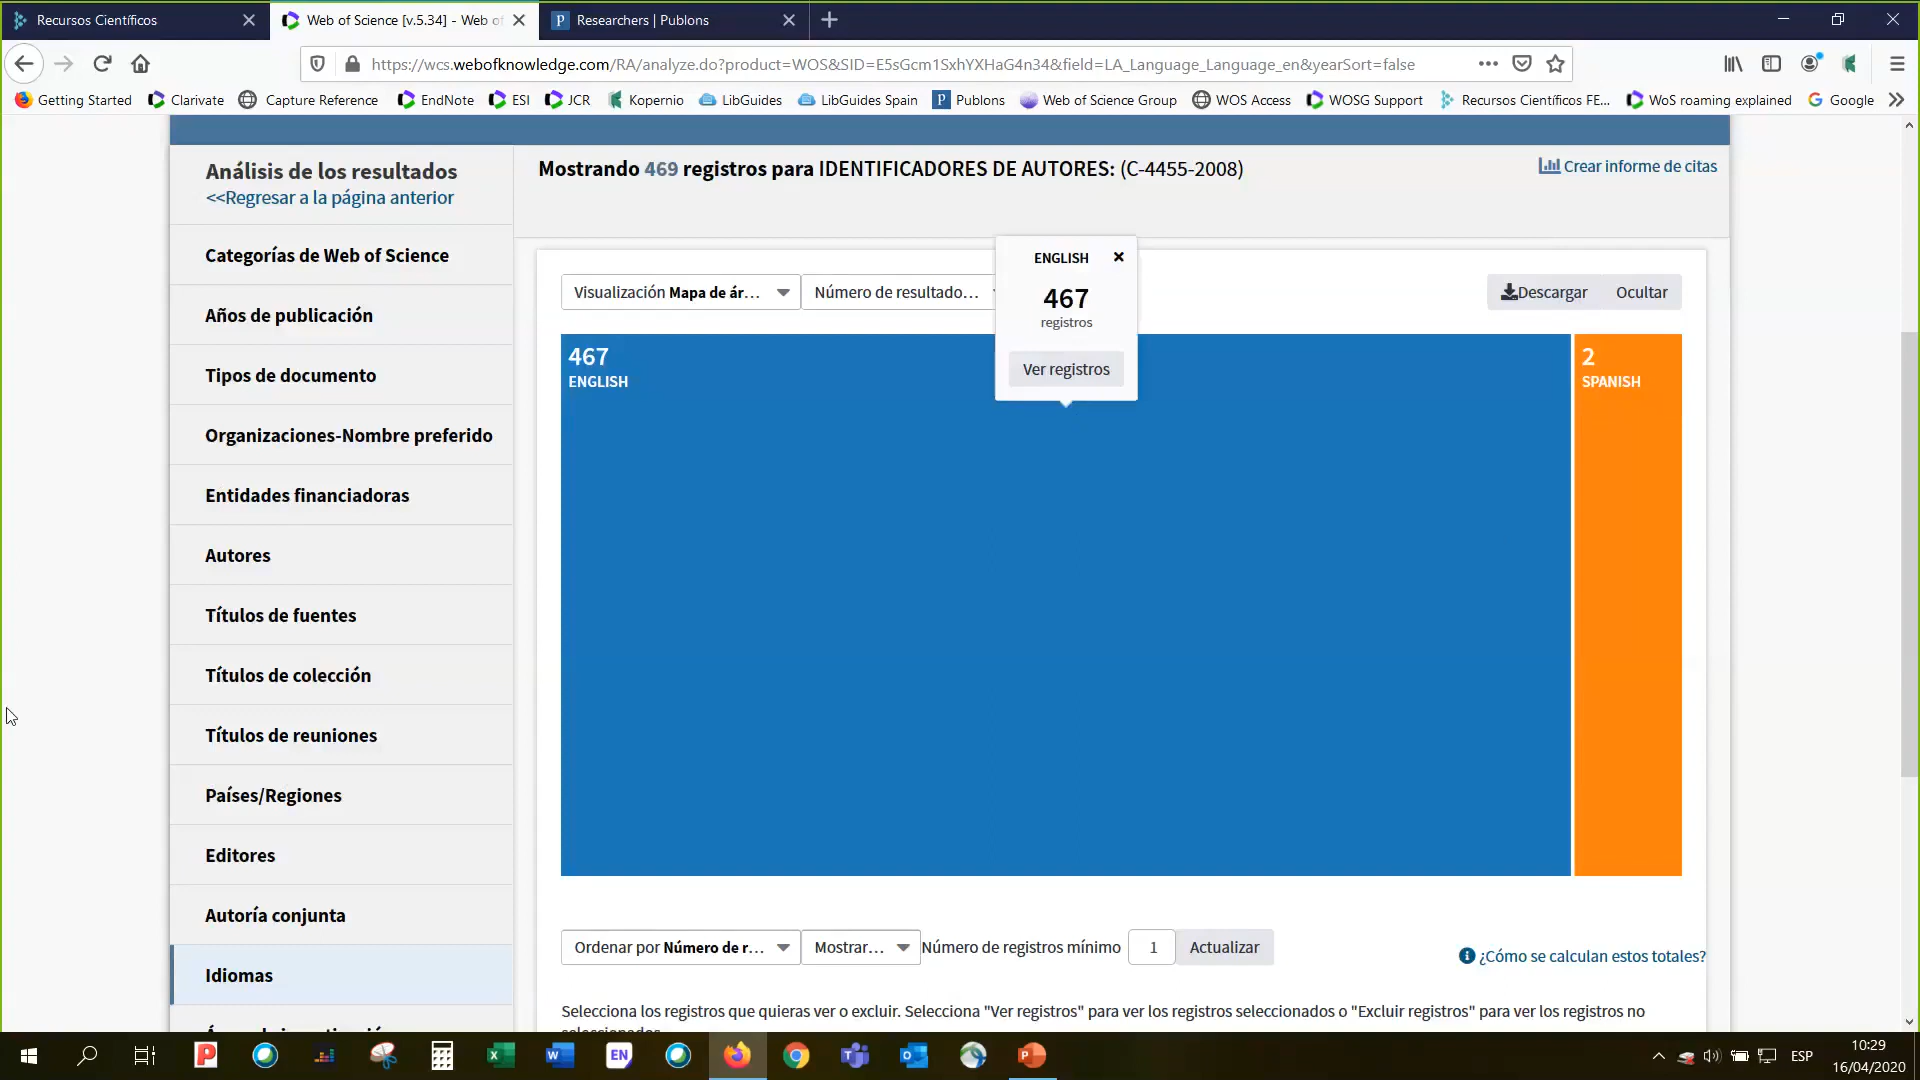 Recursos Científicos
Web of Science [v.5.34] - Web of
Researchers | Publons
https://wcs.webofknowledge.com/RA/analyze.do?product=WOS&SID=E5sGcm1SxhYXHaG4n34&field=LA_Language_Language_en&yearSort=false
Getting Started Clarivate Capture Reference EndNote ESI JCR Kopernio LibGuides LibGuides Spain Publons Web of Science Group WOS Access WOSG Support Recursos Científicos FE... WoS roaming explained Google
Análisis de los resultados
<<Regresar a la página anterior
Categorías de Web of Science
Años de publicación
Tipos de documento
Organizaciones-Nombre preferido
Entidades financiadoras
Autores
Títulos de fuentes
Títulos de colección
Títulos de reuniones
Países/Regiones
Editores
Autoría conjunta
Idiomas
Mostrando 469 registros para IDENTIFICADORES DE AUTORES: (C-4455-2008)
Crear informe de citas
Visualización Mapa de ár...
Número de resultado...
ENGLISH
467
registros
Ver registros
Descargar
Ocultar
467
ENGLISH
2
SPANISH
Ordenar por Número de r...
Mostrar...
Número de registros mínimo
1
Actualizar
¿Cómo se calculan estos totales?
Selecciona los registros que quieras ver o excluir. Selecciona "Ver registros" para ver los registros seleccionados o "Excluir registros" para ver los registros no
EN
ESP
10:29
16/04/2020